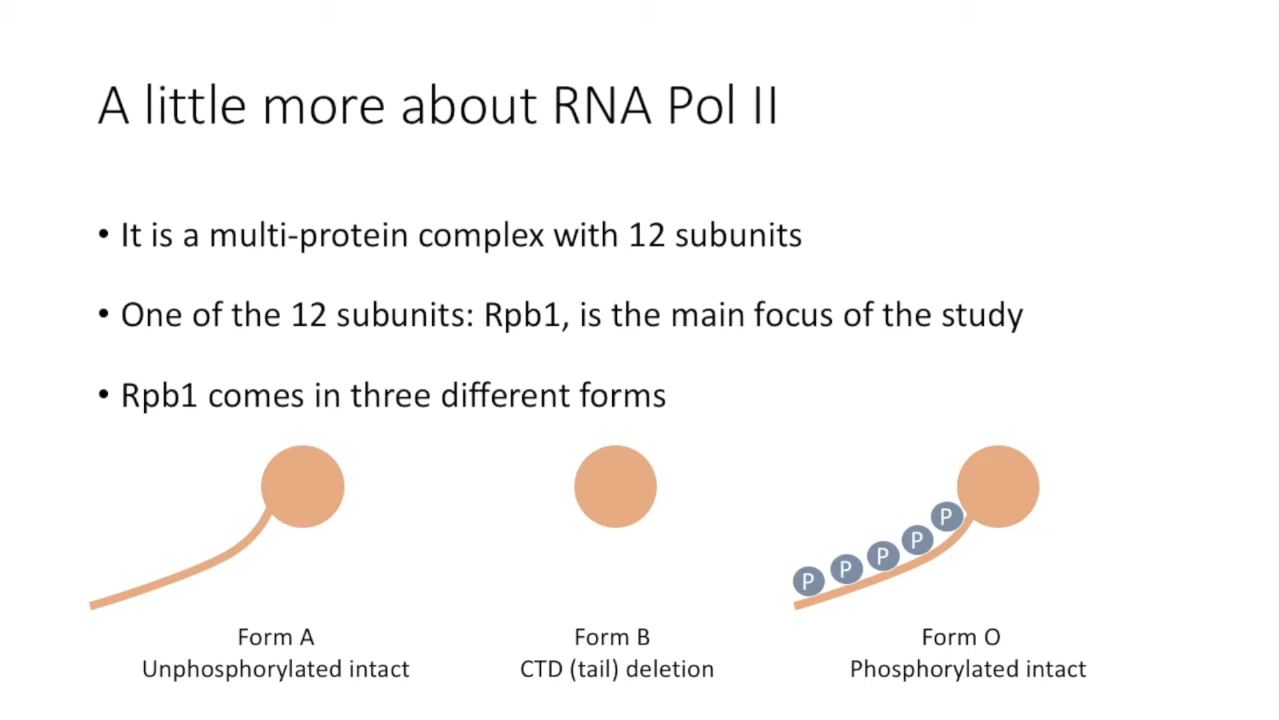 A little more about RNA Pol II
• It is a multi-protein complex with 12 subunits
• One of the 12 subunits: Rpb1, is the main focus of the study
• Rpb1 comes in three different forms
P P P P P
Form A Form B Form O
Unphosphorylated intact CTD (tail) deletion Phosphorylated intact